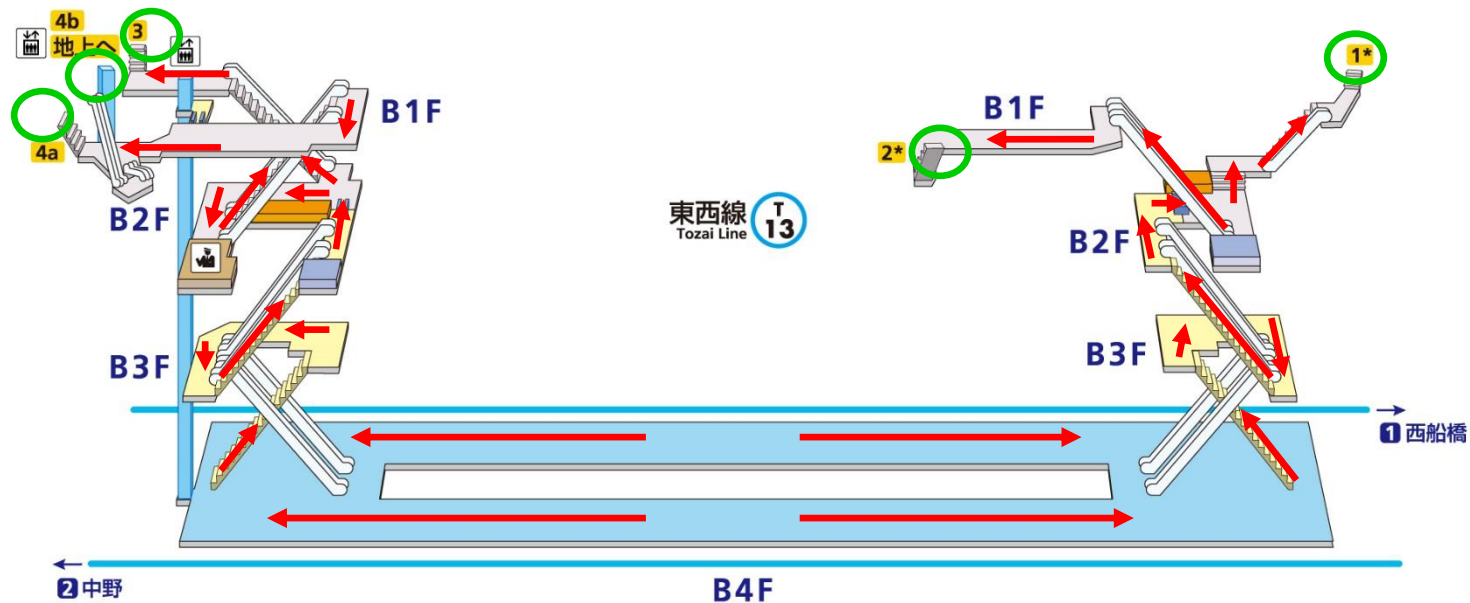 4b
地上へ
3
4a
B1F
B2F
B3F
東西線
Tozai Line
T
13
B1F
1*
2*
B2F
B3F
1 西船橋
2 中野
B4F